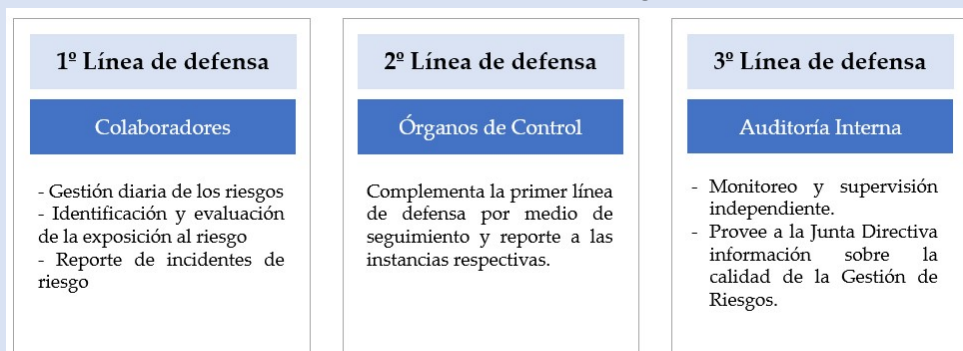 1º Línea de defensa
Colaboradores
- Gestión diaria de los riesgos
- Identificación y evaluación
de la exposición al riesgo
- Reporte de incidentes de
riesgo
2º Línea de defensa
Órganos de Control
Complementa la primer línea
de defensa por medio de
seguimiento y reporte a las
instancias respectivas.
3º Línea de defensa
Auditoría Interna
- Monitoreo y supervisión
independiente.
- Provee a la Junta Directiva
información sobre la
calidad de la Gestión de
Riesgos.